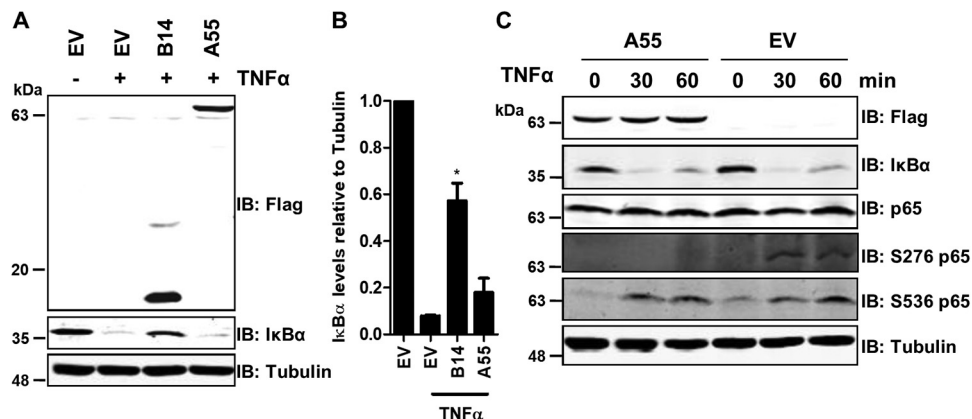 A
EV EV B14 A55
- + + + TNFα
kDa
63
20
IB: Flag
35
IB: IκBα
48
IB: Tubulin
B
IκBα levels relative to Tubulin
1.0
0.8
0.6
0.4
0.2
0.0
*
EV EV B14 A55
TNFα
C
A55 EV
TNFα 0 30 60 0 30 60 min
kDa
63
IB: Flag
35
IB: IκBα
63
IB: p65
63
IB: S276 p65
63
IB: S536 p65
48
IB: Tubulin